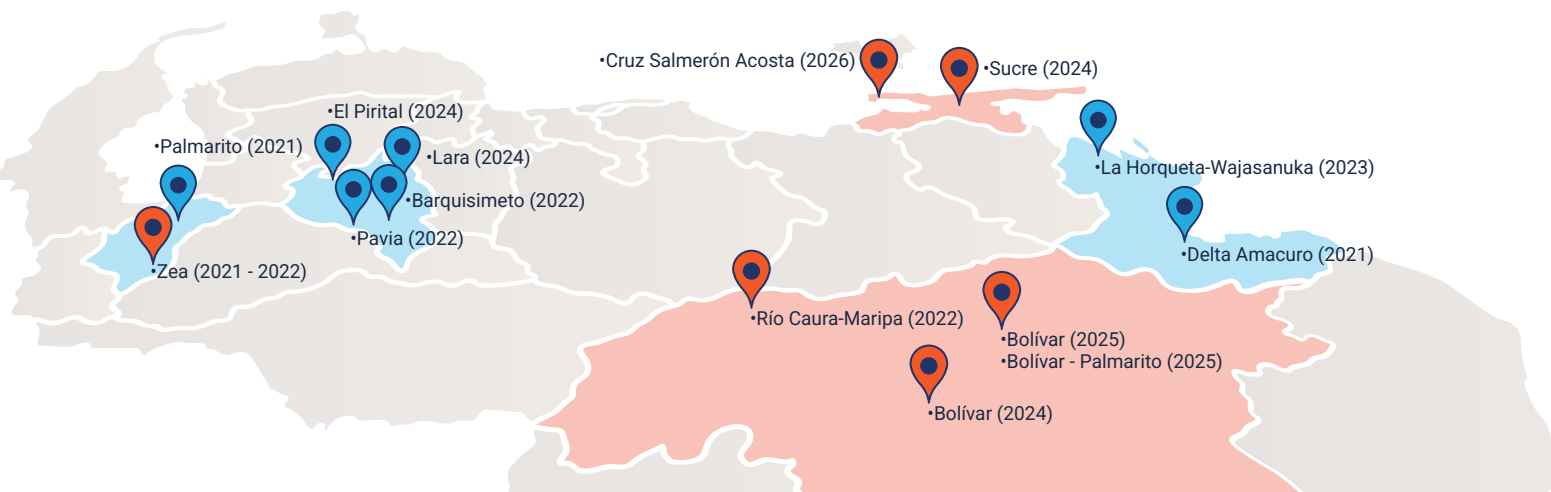 •Cruz Salmerón Acosta (2026)
•Sucre (2024)
•El Pirital (2024)
•Palmarito (2021)
•Lara (2024)
•La Horqueta-Wajasanuka (2023)
•Barquisimeto (2022)
•Pavia (2022)
•Delta Amacuro (2021)
•Zea (2021 - 2022)
•Río Caura-Maripa (2022)
•Bolívar (2025)
•Bolívar - Palmarito (2025)
•Bolívar (2024)